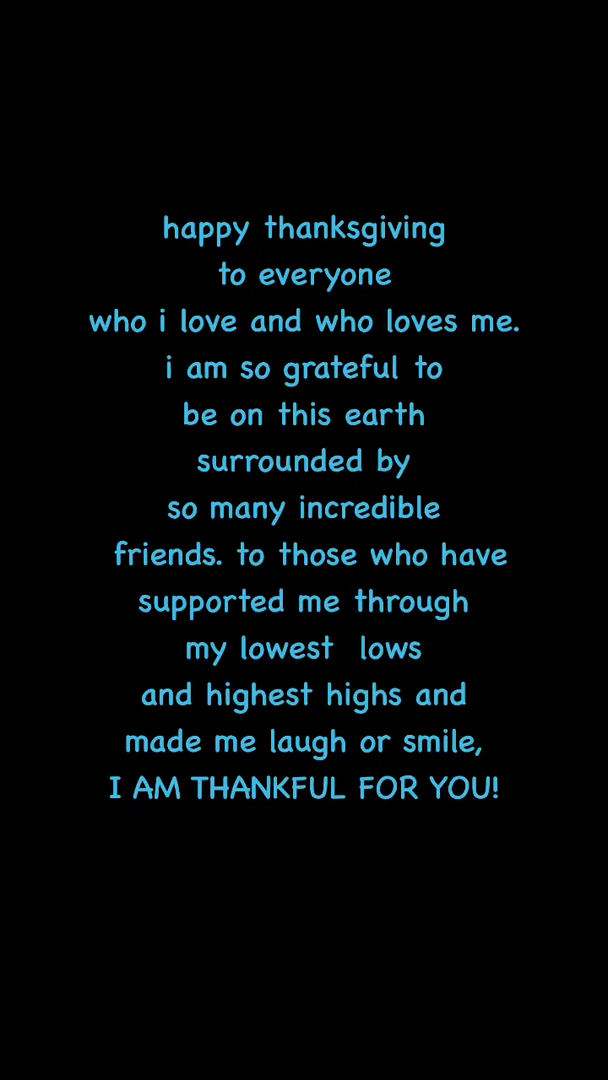 happy thanksgiving
to everyone
who i love and who loves me.
i am so grateful to
be on this earth
surrounded by
so many incredible
friends. to those who have
supported me through
my lowest  lows
and highest highs and
made me laugh or smile,
I AM THANKFUL FOR YOU!